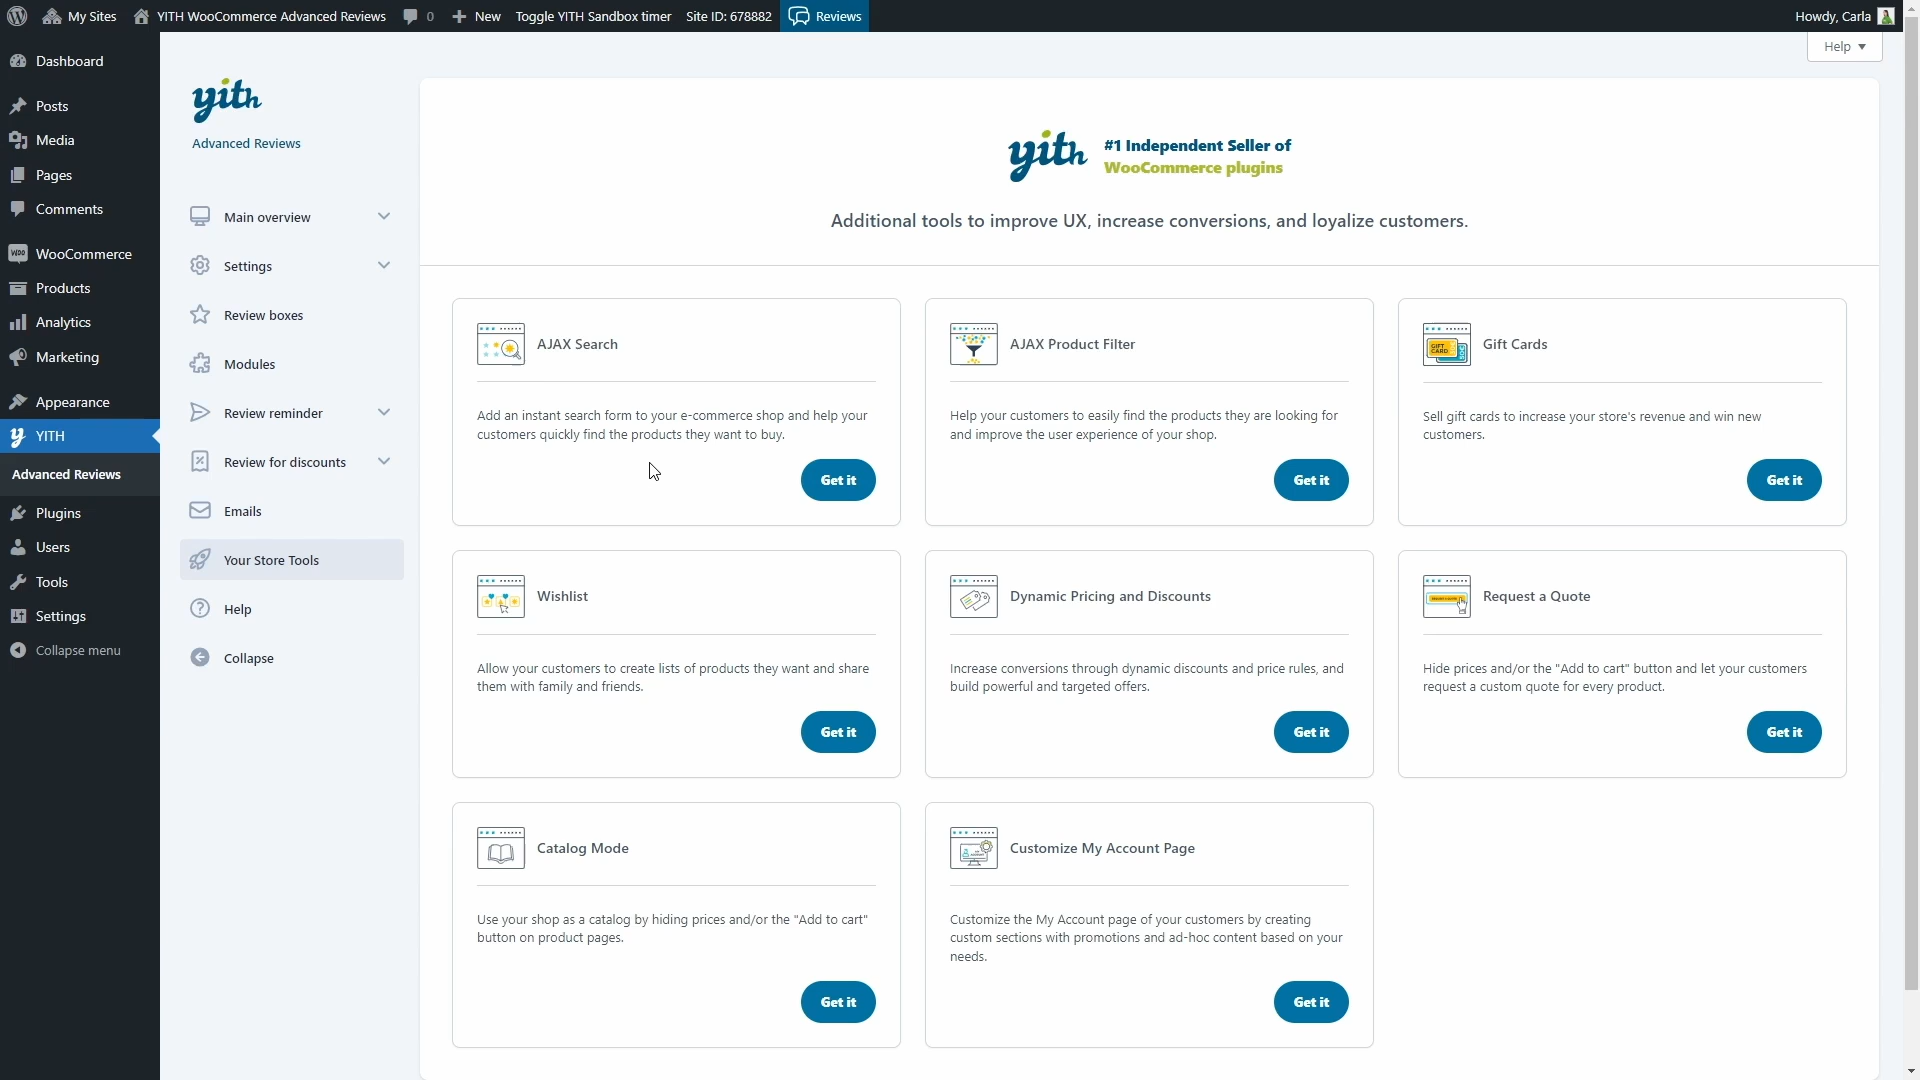 My Sites
YITH WooCommerce Advanced Reviews
0
New
Toggle YITH Sandbox timer
Site ID: 678882
Reviews
Howdy, Carla
Help
Dashboard
Posts
Media
Pages
Comments
WooCommerce
Products
Analytics
Marketing
Appearance
YITH
Advanced Reviews
Plugins
Users
Tools
Settings
Collapse menu
yith
Advanced Reviews
Main overview
Settings
Review boxes
Modules
Review reminder
Review for discounts
Emails
Your Store Tools
Help
Collapse
yith
#1 Independent Seller of
WooCommerce plugins
Additional tools to improve UX, increase conversions, and loyalize customers.
AJAX Search
Add an instant search form to your e-commerce shop and help your
customers quickly find the products they want to buy.
Get it
AJAX Product Filter
Help your customers to easily find the products they are looking for
and improve the user experience of your shop.
Get it
GIFT
CARD
Gift Cards
Sell gift cards to increase your store's revenue and win new
customers.
Get it
Wishlist
Allow your customers to create lists of products they want and share
them with family and friends.
Get it
Dynamic Pricing and Discounts
Increase conversions through dynamic discounts and price rules, and
build powerful and targeted offers.
Get it
Request a Quote
Hide prices and/or the "Add to cart" button and let your customers
request a custom quote for every product.
Get it
Catalog Mode
Use your shop as a catalog by hiding prices and/or the "Add to cart"
button on product pages.
Get it
Customize My Account Page
Customize the My Account page of your customers by creating
custom sections with promotions and ad-hoc content based on your
needs.
Get it